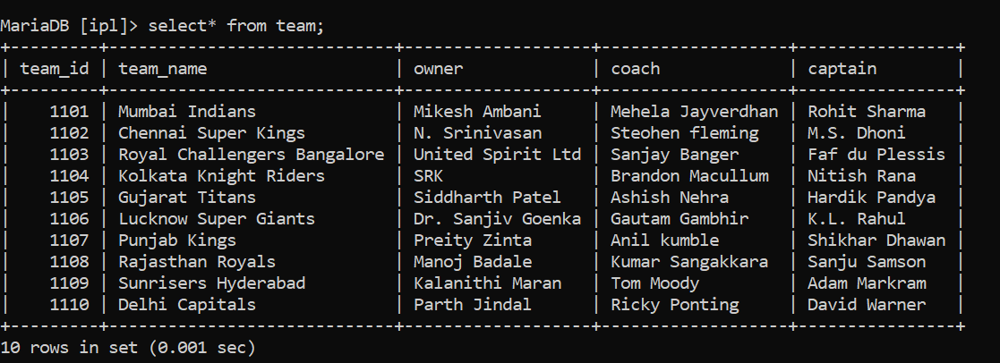 MariaDB [ipl]> select* from team;
+---------+-----------------------------+--------------------+-------------------+----------------+
| team_id | team_name                   | owner              | coach             | captain        |
+---------+-----------------------------+--------------------+-------------------+----------------+
|    1101 | Mumbai Indians              | Mikesh Ambani      | Mehela Jayverdhan | Rohit Sharma   |
|    1102 | Chennai Super Kings         | N. Srinivasan      | Steohen fleming   | M.S. Dhoni     |
|    1103 | Royal Challengers Bangalore | United Spirit Ltd  | Sanjay Banger     | Faf du Plessis |
|    1104 | Kolkata Knight Riders       | SRK                | Brandon Macullum  | Nitish Rana    |
|    1105 | Gujarat Titans              | Siddharth Patel    | Ashish Nehra      | Hardik Pandya  |
|    1106 | Lucknow Super Giants        | Dr. Sanjiv Goenka  | Gautam Gambhir    | K.L. Rahul     |
|    1107 | Punjab Kings                | Preity Zinta       | Anil kumble       | Shikhar Dhawan |
|    1108 | Rajasthan Royals            | Manoj Badale       | Kumar Sangakkara  | Sanju Samson   |
|    1109 | Sunrisers Hyderabad         | Kalanithi Maran    | Tom Moody         | Adam Markram   |
|    1110 | Delhi Capitals              | Parth Jindal       | Ricky Ponting     | David Warner   |
+---------+-----------------------------+--------------------+-------------------+----------------+
10 rows in set (0.001 sec)